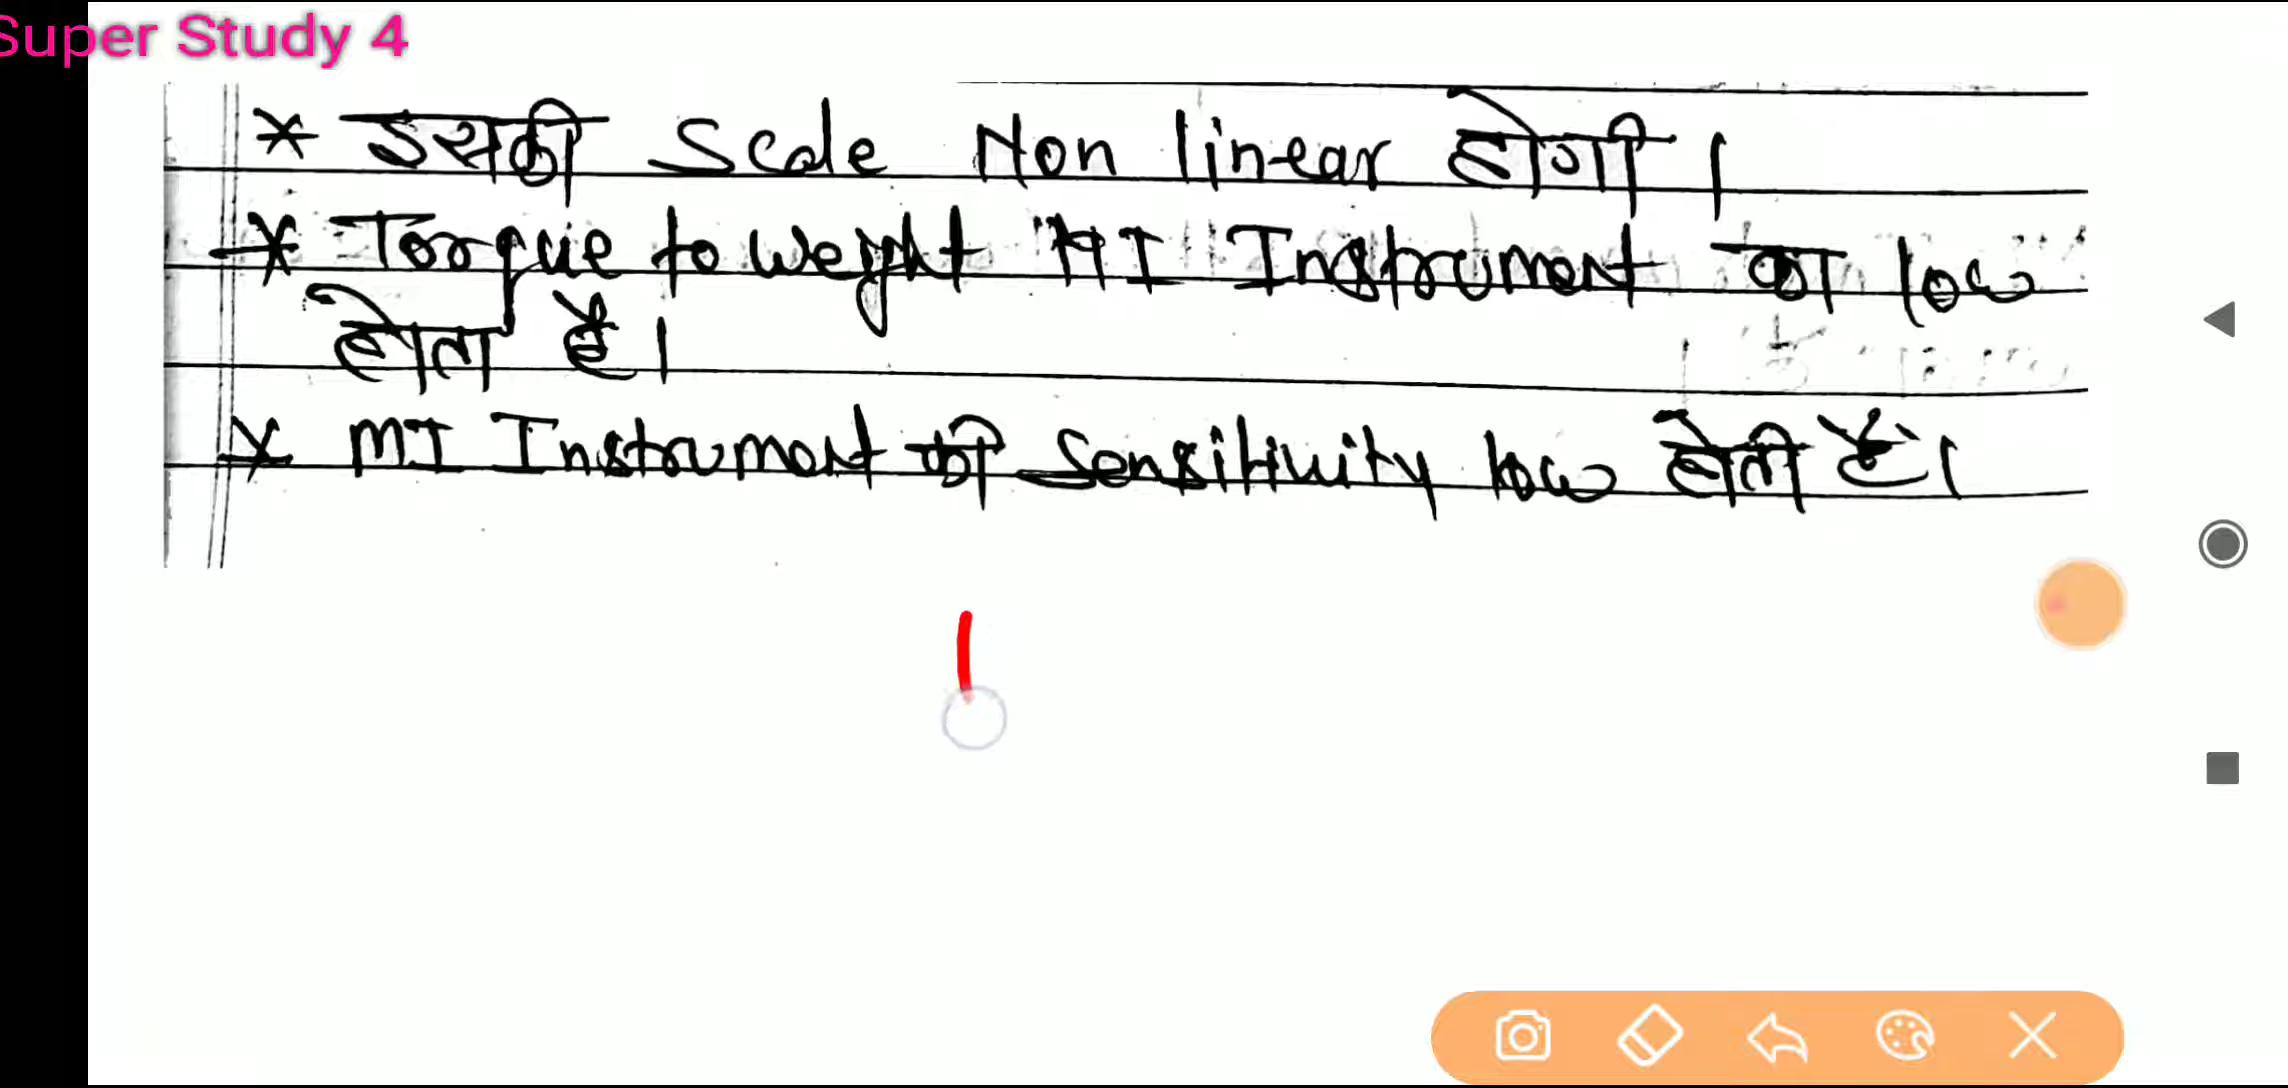 Super Study 4
* इसकी Scale Non linear होगी।
* Torque to weight MI Instrument का low
होता है।
* MI Instrument की Sensitivity low होती है।